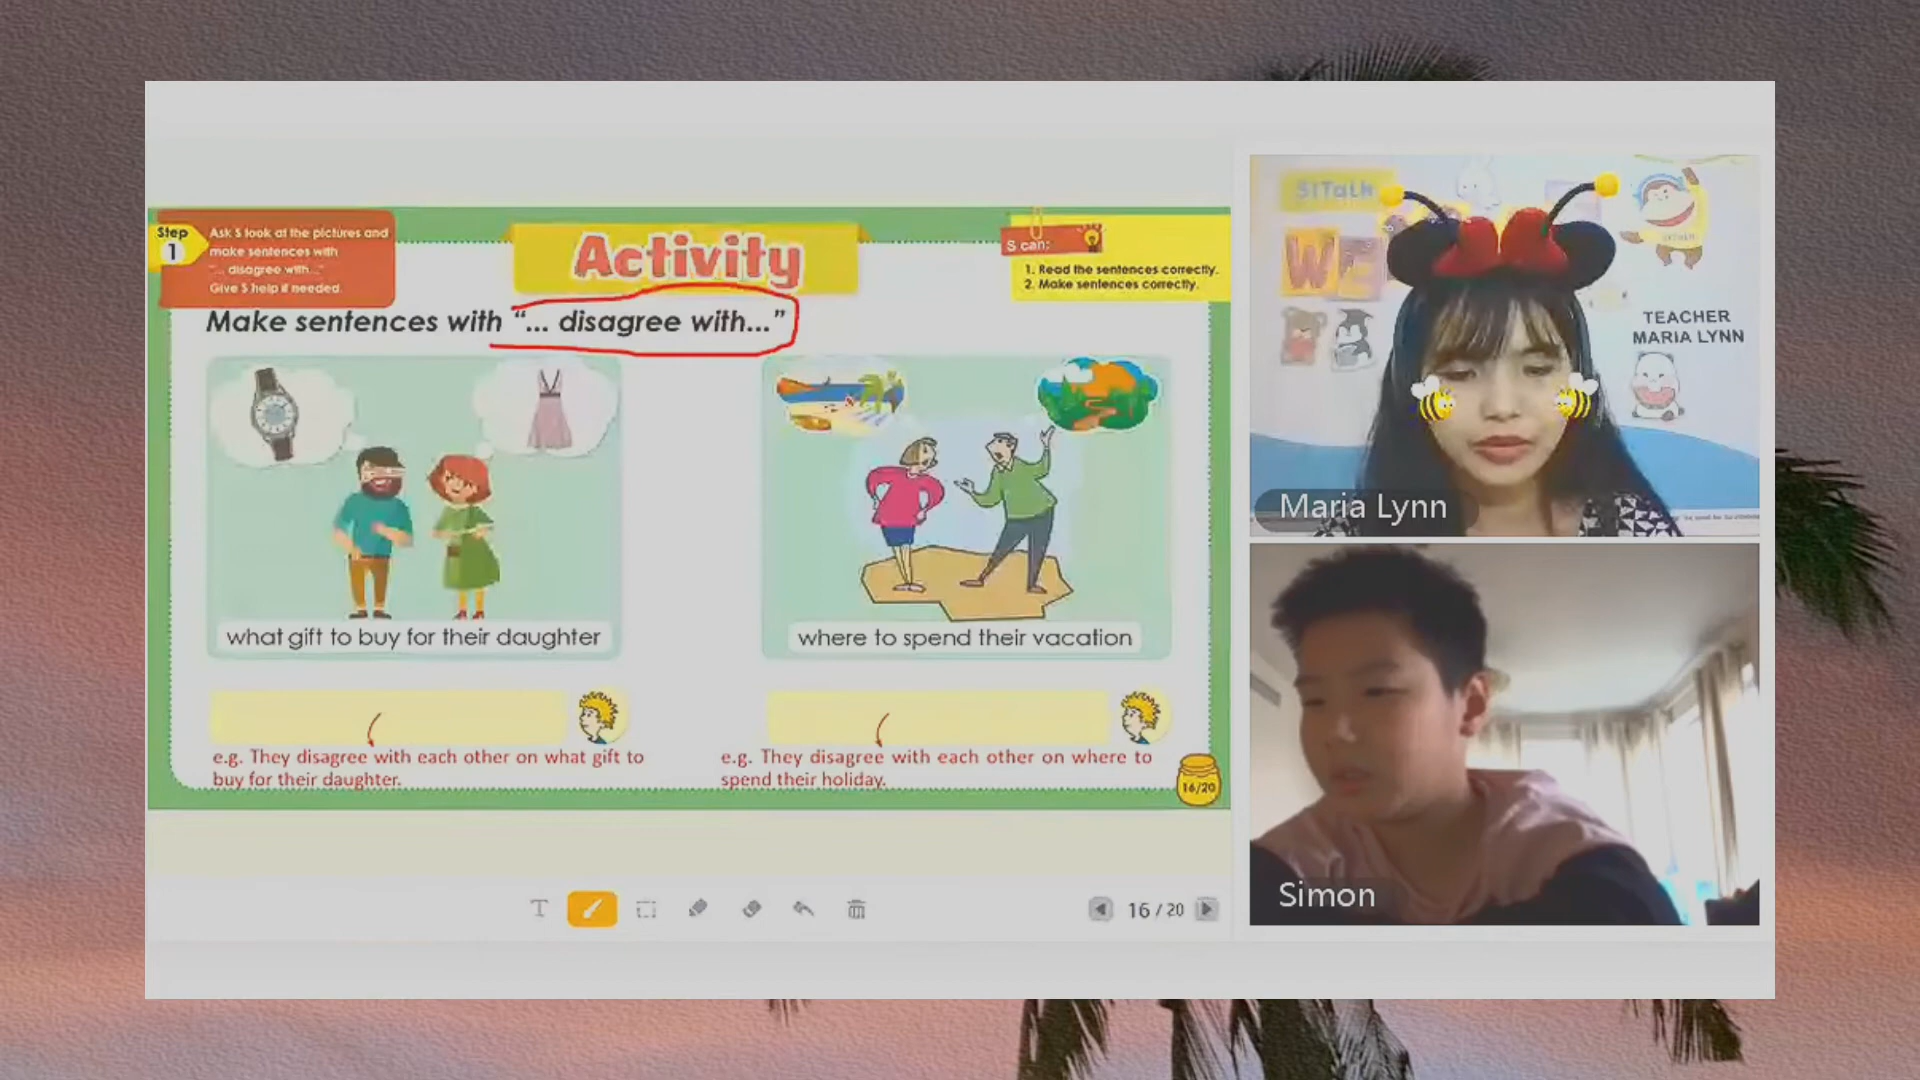 Step
1
Ask S look at the pictures and
make sentences with
"... disagree with..."
Give S help if needed.
Activity
S can:
1. Read the sentences correctly.
2. Make sentences correctly.
Make sentences with "... disagree with..."
what gift to buy for their daughter
where to spend their vacation
e.g. They disagree with each other on what gift to
buy for their daughter.
e.g. They disagree with each other on where to
spend their holiday.
16/20
T
16 / 20
51Talk
WE
TEACHER
MARIA LYNN
Maria Lynn
Simon